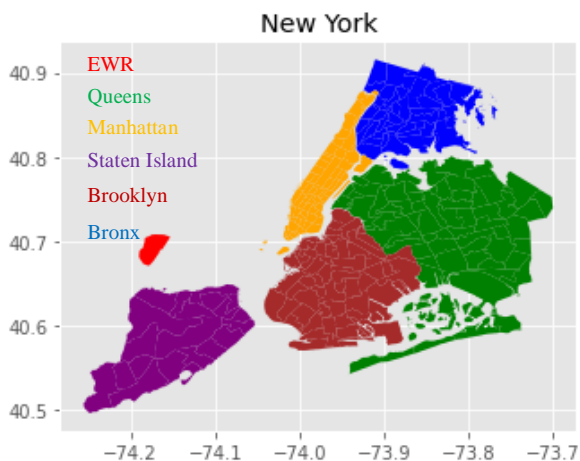 New York
EWR
Queens
Manhattan
Staten Island
Brooklyn
Bronx
40.9
40.8
40.7
40.6
40.5
−74.2 −74.1 −74.0 −73.9 −73.8 −73.7